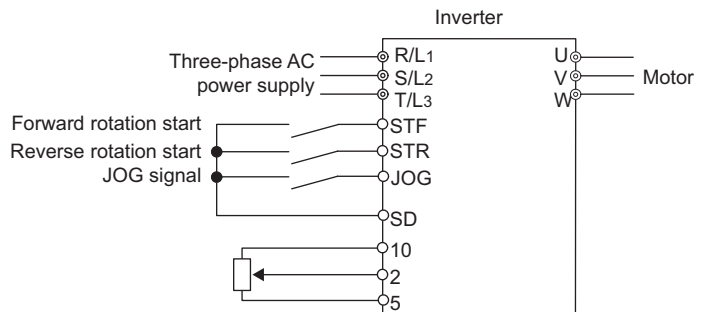 Inverter
Three-phase AC
power supply
R/L1
S/L2
T/L3
U
V
W
Motor
Forward rotation start
STF
Reverse rotation start
STR
JOG signal
JOG
SD
10
2
5